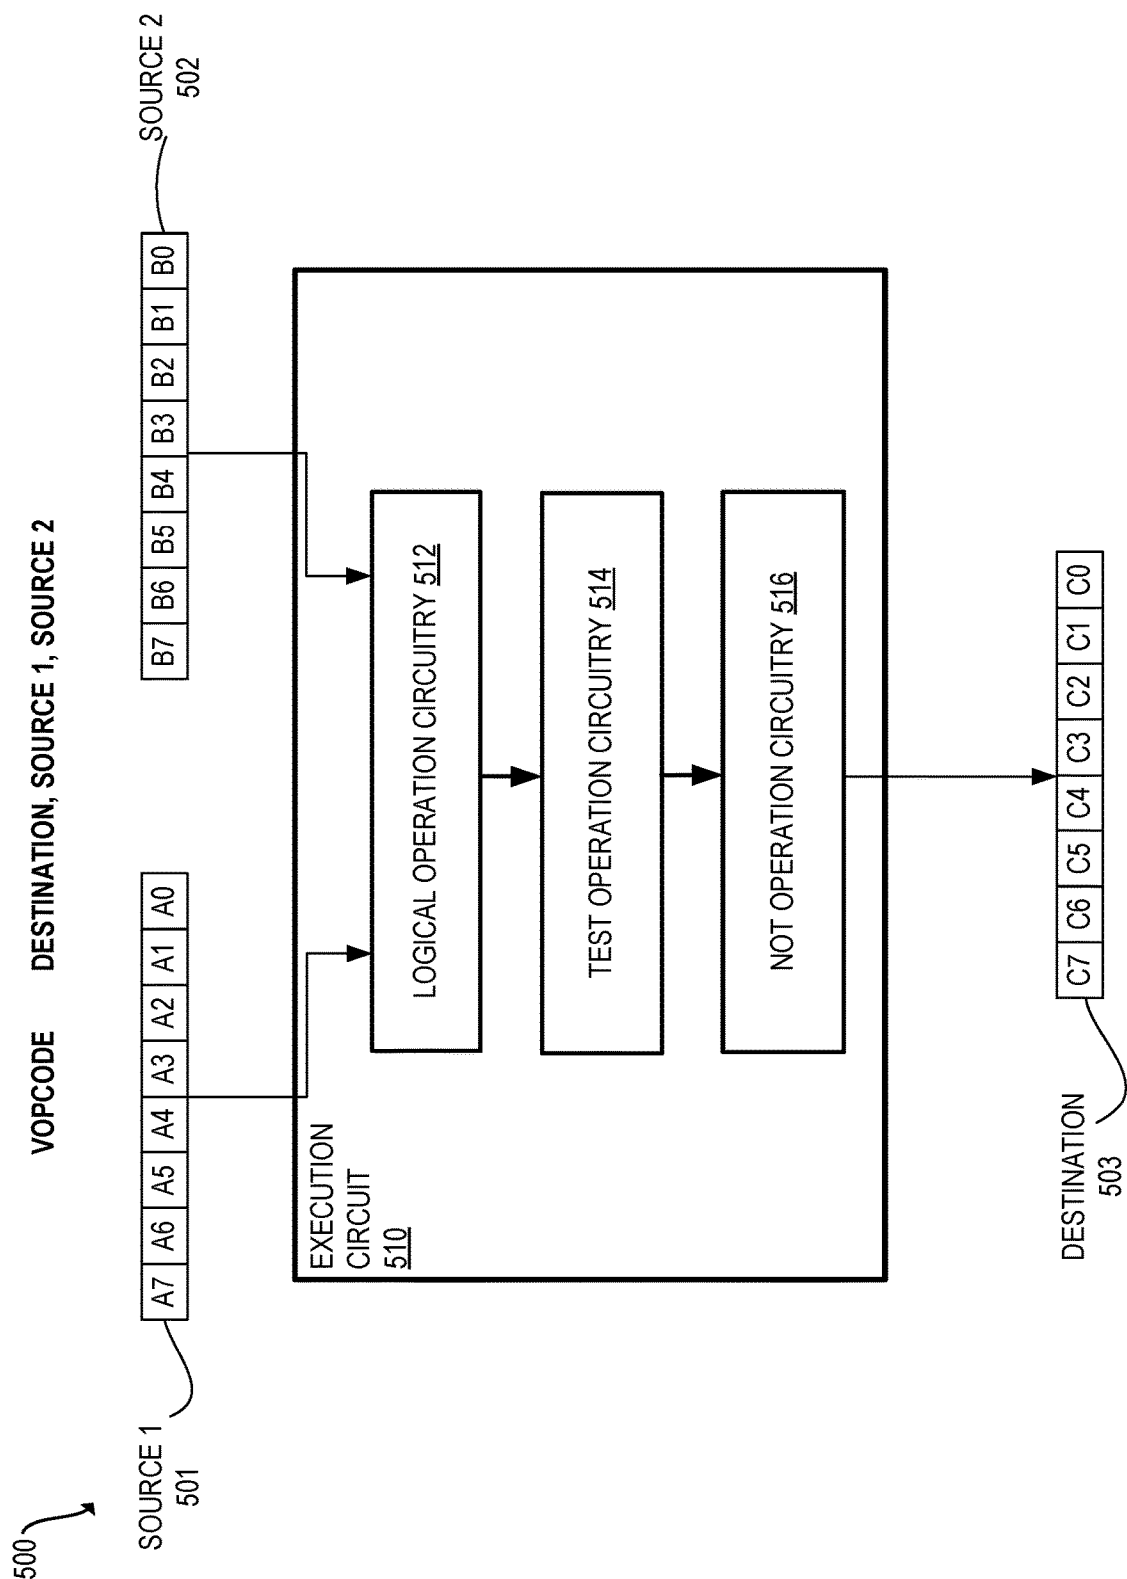 500
VOPCODE DESTINATION, SOURCE 1, SOURCE 2
SOURCE 1
501
A7 A6 A5 A4 A3 A2 A1 A0
B7 B6 B5 B4 B3 B2 B1 B0
SOURCE 2
502
EXECUTION
CIRCUIT
510
LOGICAL OPERATION CIRCUITRY 512
TEST OPERATION CIRCUITRY 514
NOT OPERATION CIRCUITRY 516
DESTINATION
503
C7 C6 C5 C4 C3 C2 C1 C0